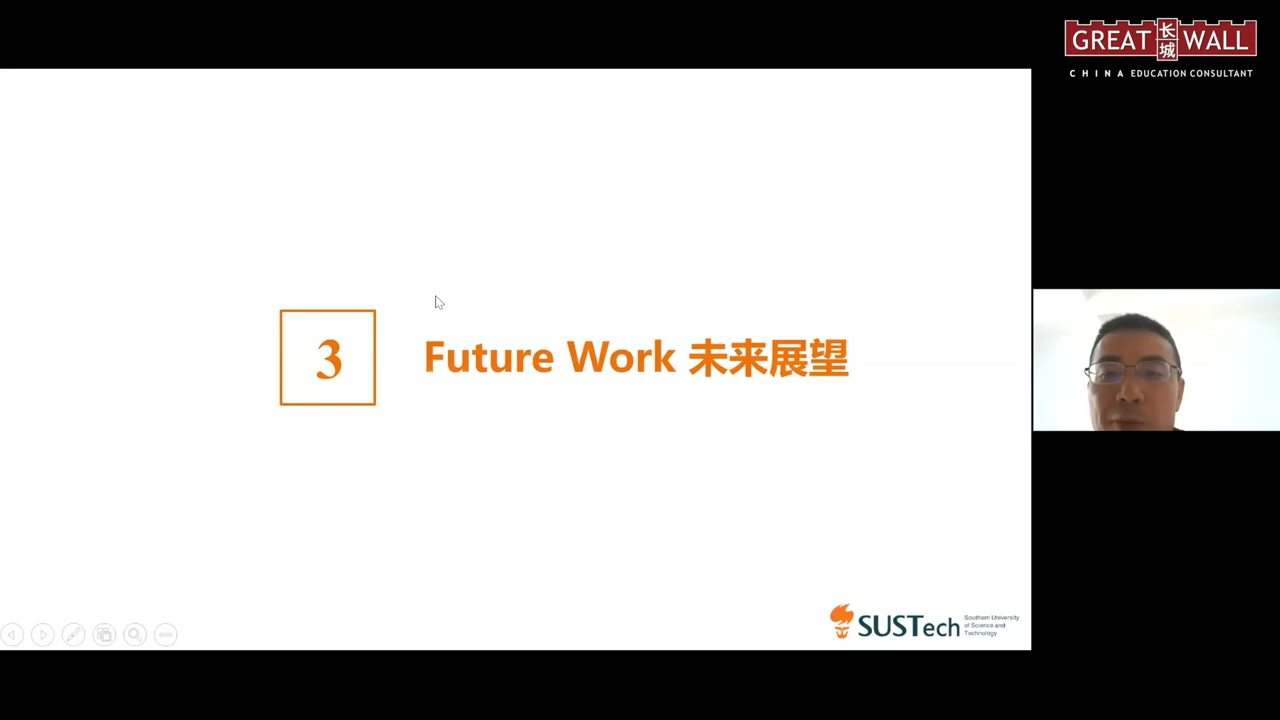 GREAT 长城 WALL
CHINA EDUCATION CONSULTANT
3
Future Work 未来展望
SUSTech
Southern University
of Science and
Technology